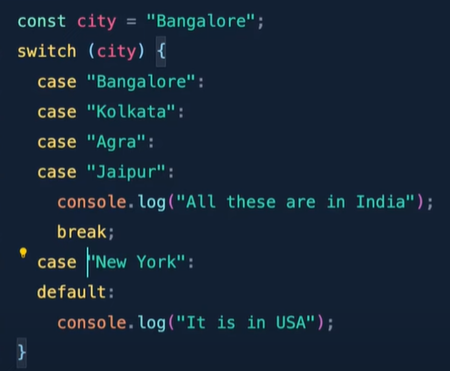 const city = "Bangalore";
switch (city) {
  case "Bangalore":
  case "Kolkata":
  case "Agra":
  case "Jaipur":
    console.log("All these are in India");
    break;
  case "New York":
  default:
    console.log("It is in USA");
}